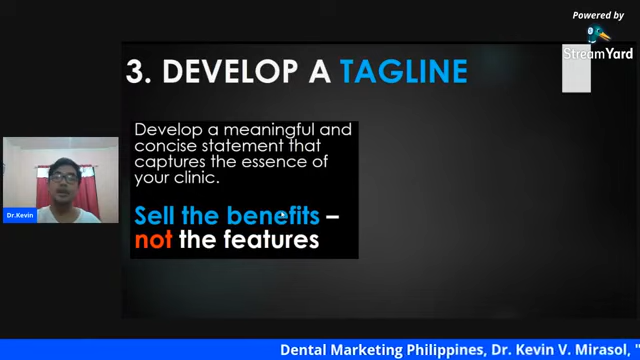 Powered by
StreamYard
3. DEVELOP A TAGLINE
Develop a meaningful and
concise statement that
captures the essence of
your clinic.
Sell the benefits –
not the features
Dr.Kevin
Dental Marketing Philippines, Dr. Kevin V. Mirasol, "